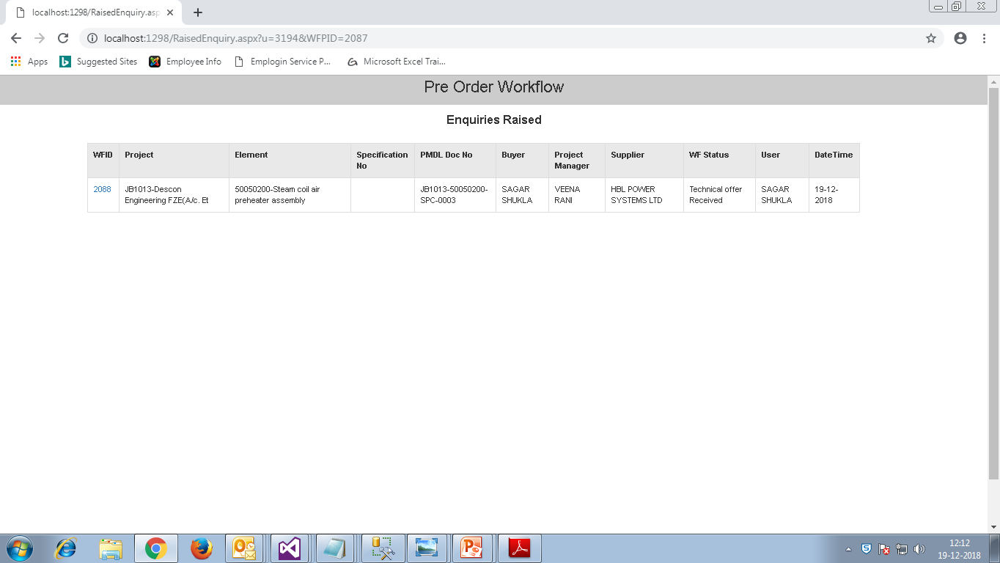 localhost:1298/RaisedEnquiry.asp
localhost:1298/RaisedEnquiry.aspx?u=3194&WFPID=2087
Apps Suggested Sites Employee Info Emplogin Service P... Microsoft Excel Trai...
Pre Order Workflow
Enquiries Raised
WFID Project Element Specification No PMDL Doc No Buyer Project Manager Supplier WF Status User DateTime
2088 JB1013-Descon 50050200-Steam coil air JB1013-50050200- SAGAR VEENA HBL POWER Technical offer SAGAR 19-12-
Engineering FZE(A/c. Et preheater assembly SPC-0003 SHUKLA RANI SYSTEMS LTD Received SHUKLA 2018
12:12
19-12-2018